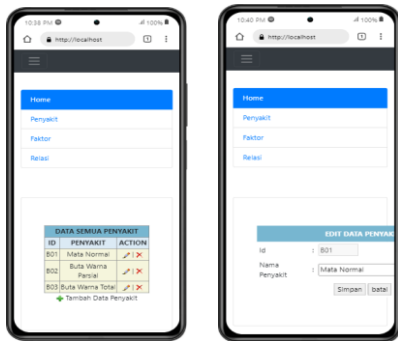 10:38 PM
100%
http://localhost
1
Home
Penyakit
Faktor
Relasi
DATA SEMUA PENYAKIT
ID PENYAKIT ACTION
B01 Mata Normal |
B02 Buta Warna Parsial |
B03 Buta Warna Total |
Tambah Data Penyakit
10:40 PM
100%
http://localhost
1
Home
Penyakit
Faktor
Relasi
EDIT DATA PENYAK
Id : B01
Nama Penyakit : Mata Normal
Simpan batal